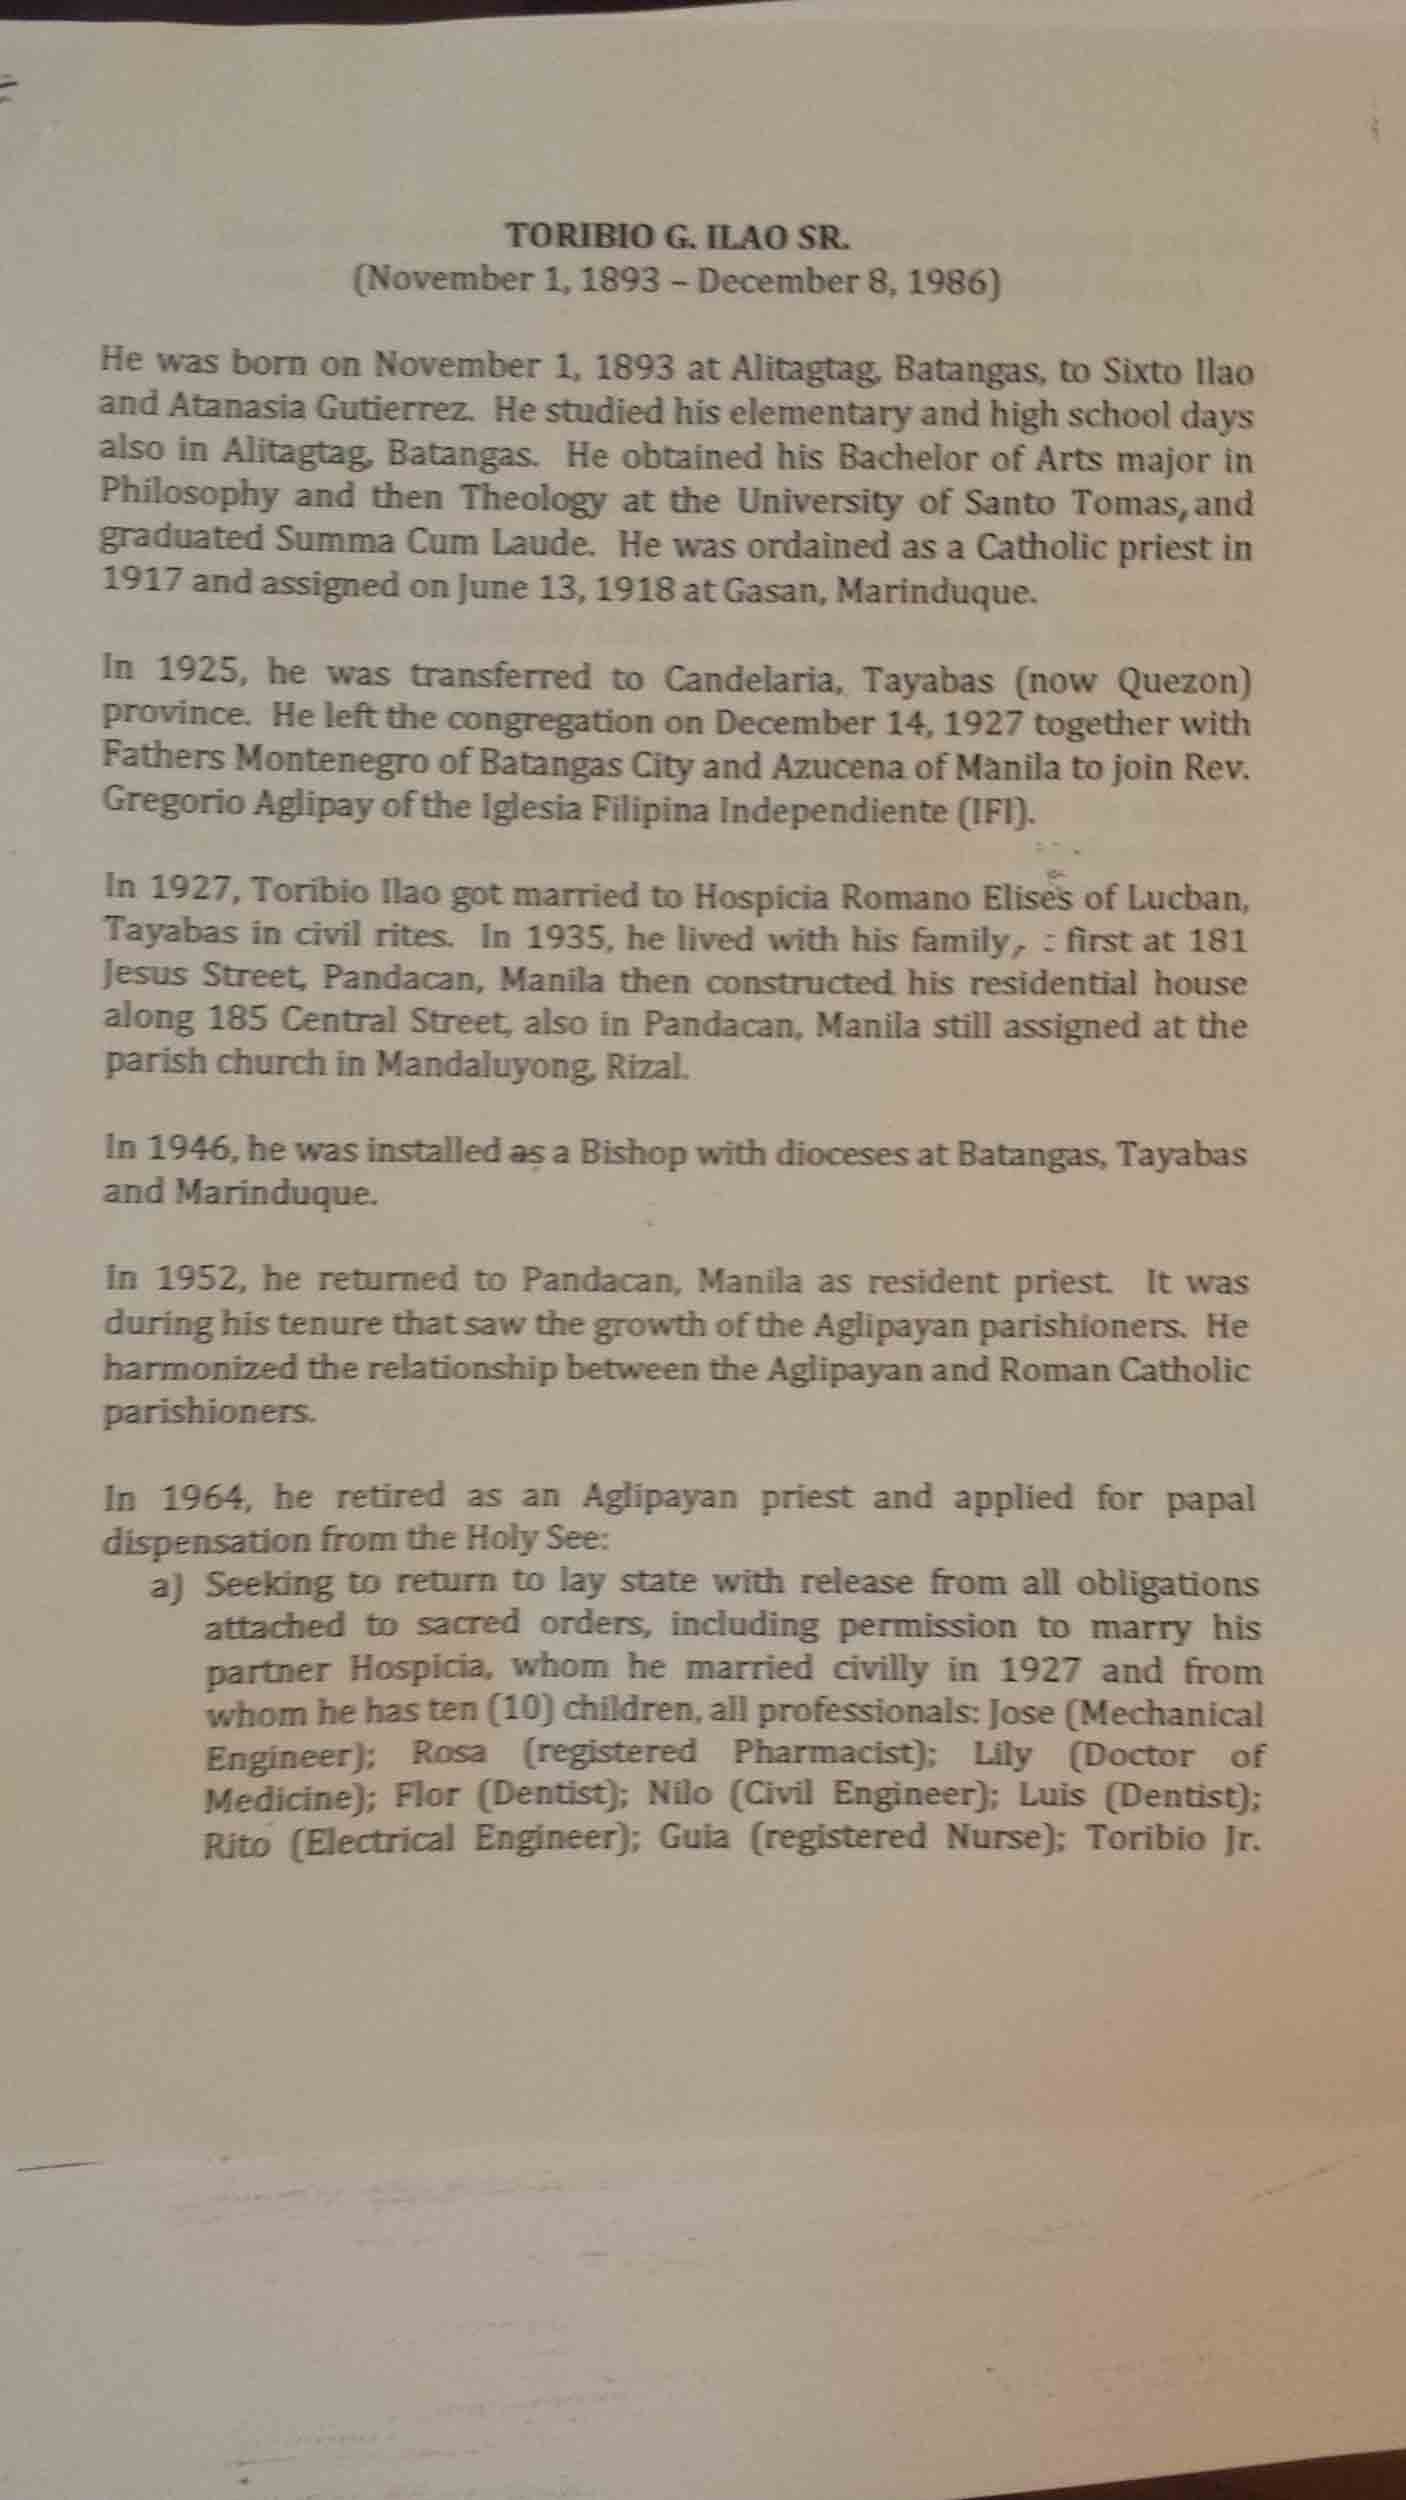 TORIBIO G. ILAO SR.
(November 1, 1893 – December 8, 1986)
He was born on November 1, 1893 at Alitagtag, Batangas, to Sixto Ilao
and Atanasia Gutierrez. He studied his elementary and high school days
also in Alitagtag, Batangas. He obtained his Bachelor of Arts major in
Philosophy and then Theology at the University of Santo Tomas, and
graduated Summa Cum Laude. He was ordained as a Catholic priest in
1917 and assigned on June 13, 1918 at Gasan, Marinduque.
In 1925, he was transferred to Candelaria, Tayabas (now Quezon)
province. He left the congregation on December 14, 1927 together with
Fathers Montenegro of Batangas City and Azucena of Manila to join Rev.
Gregorio Aglipay of the Iglesia Filipina Independiente (IFI).
In 1927, Toribio Ilao got married to Hospicia Romano Elises of Lucban,
Tayabas in civil rites. In 1935, he lived with his family, : first at 181
Jesus Street, Pandacan, Manila then constructed his residential house
along 185 Central Street, also in Pandacan, Manila still assigned at the
parish church in Mandaluyong, Rizal.
In 1946, he was installed as a Bishop with dioceses at Batangas, Tayabas
and Marinduque.
In 1952, he returned to Pandacan, Manila as resident priest. It was
during his tenure that saw the growth of the Aglipayan parishioners. He
harmonized the relationship between the Aglipayan and Roman Catholic
parishioners.
In 1964, he retired as an Aglipayan priest and applied for papal
dispensation from the Holy See:
a) Seeking to return to lay state with release from all obligations
attached to sacred orders, including permission to marry his
partner Hospicia, whom he married civilly in 1927 and from
whom he has ten (10) children, all professionals: Jose (Mechanical
Engineer); Rosa (registered Pharmacist); Lily (Doctor of
Medicine); Flor (Dentist); Nilo (Civil Engineer); Luis (Dentist);
Rito (Electrical Engineer); Guia (registered Nurse); Toribio Jr.